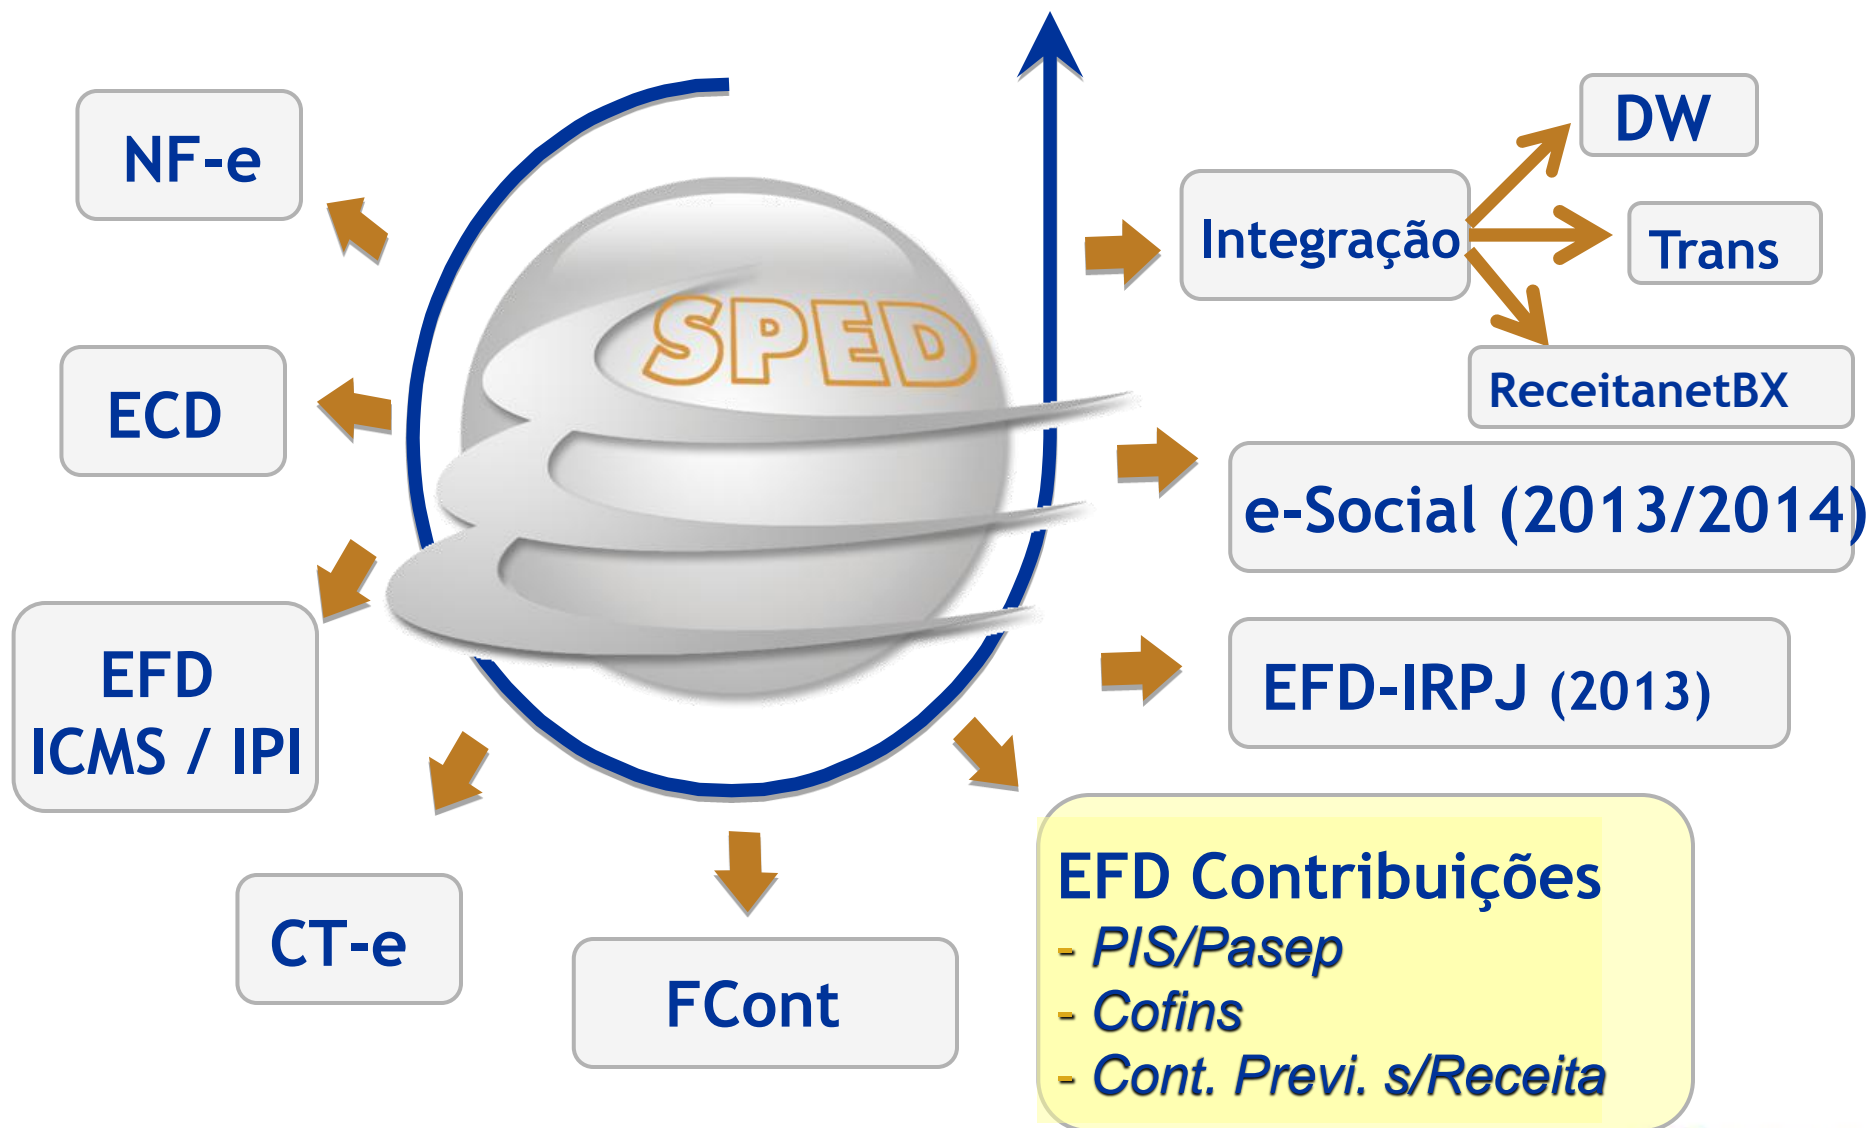 NF-e
ECD
EFD
ICMS / IPI
CT-e
FCont
SPED
Integração
DW
Trans
ReceitanetBX
e-Social (2013/2014)
EFD-IRPJ (2013)
EFD Contribuições
- PIS/Pasep
- Cofins
- Cont. Previ. s/Receita